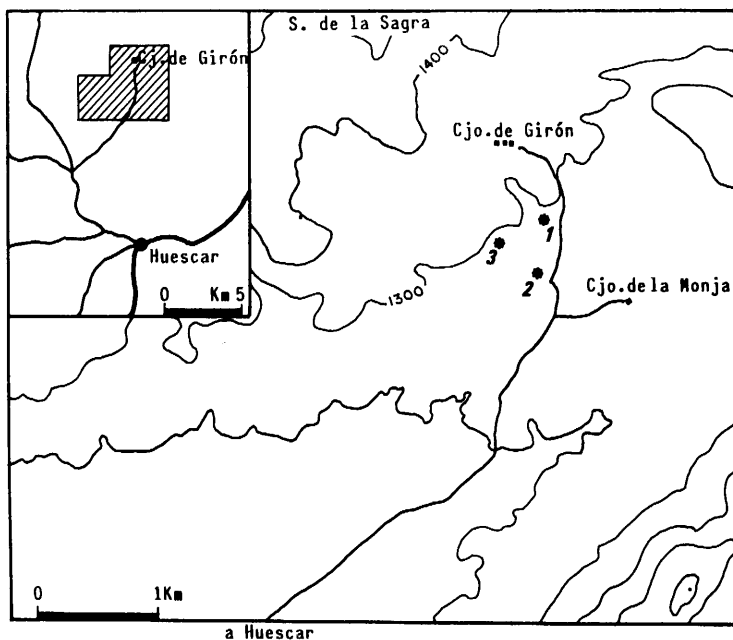 S. de la Sagra
1400
Cj. de Girón
Cjo. de Girón
1
3
2
Huescar
Cjo. de la Monja
0 Km 5
1300
0 1Km
a Huescar